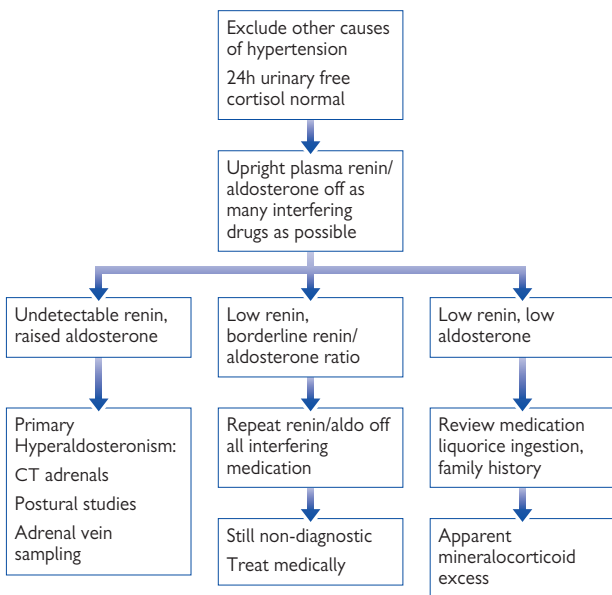 Exclude other causes
of hypertension
24h urinary free
cortisol normal
Upright plasma renin/
aldosterone off as
many interfering
drugs as possible
Undetectable renin,
raised aldosterone
Low renin,
borderline renin/
aldosterone ratio
Low renin, low
aldosterone
Primary
Hyperaldosteronism:
CT adrenals
Postural studies
Adrenal vein
sampling
Repeat renin/aldo off
all interfering
medication
Review medication
liquorice ingestion,
family history
Still non-diagnostic
Treat medically
Apparent
mineralocorticoid
excess